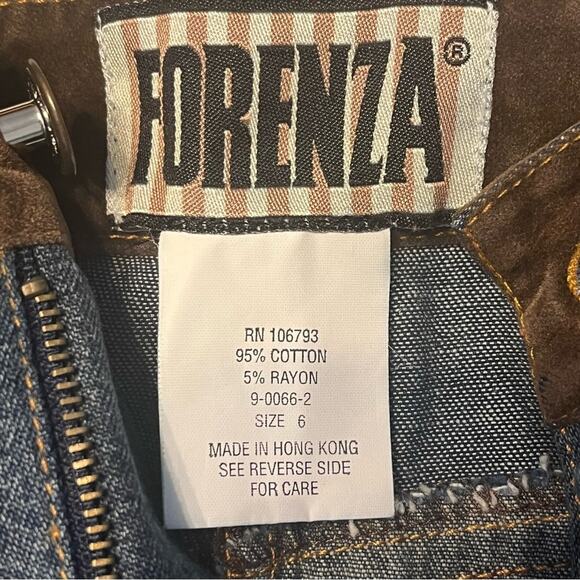 FORENZA®
RN 106793
95% COTTON
5% RAYON
9-0066-2
SIZE 6
MADE IN HONG KONG
SEE REVERSE SIDE
FOR CARE